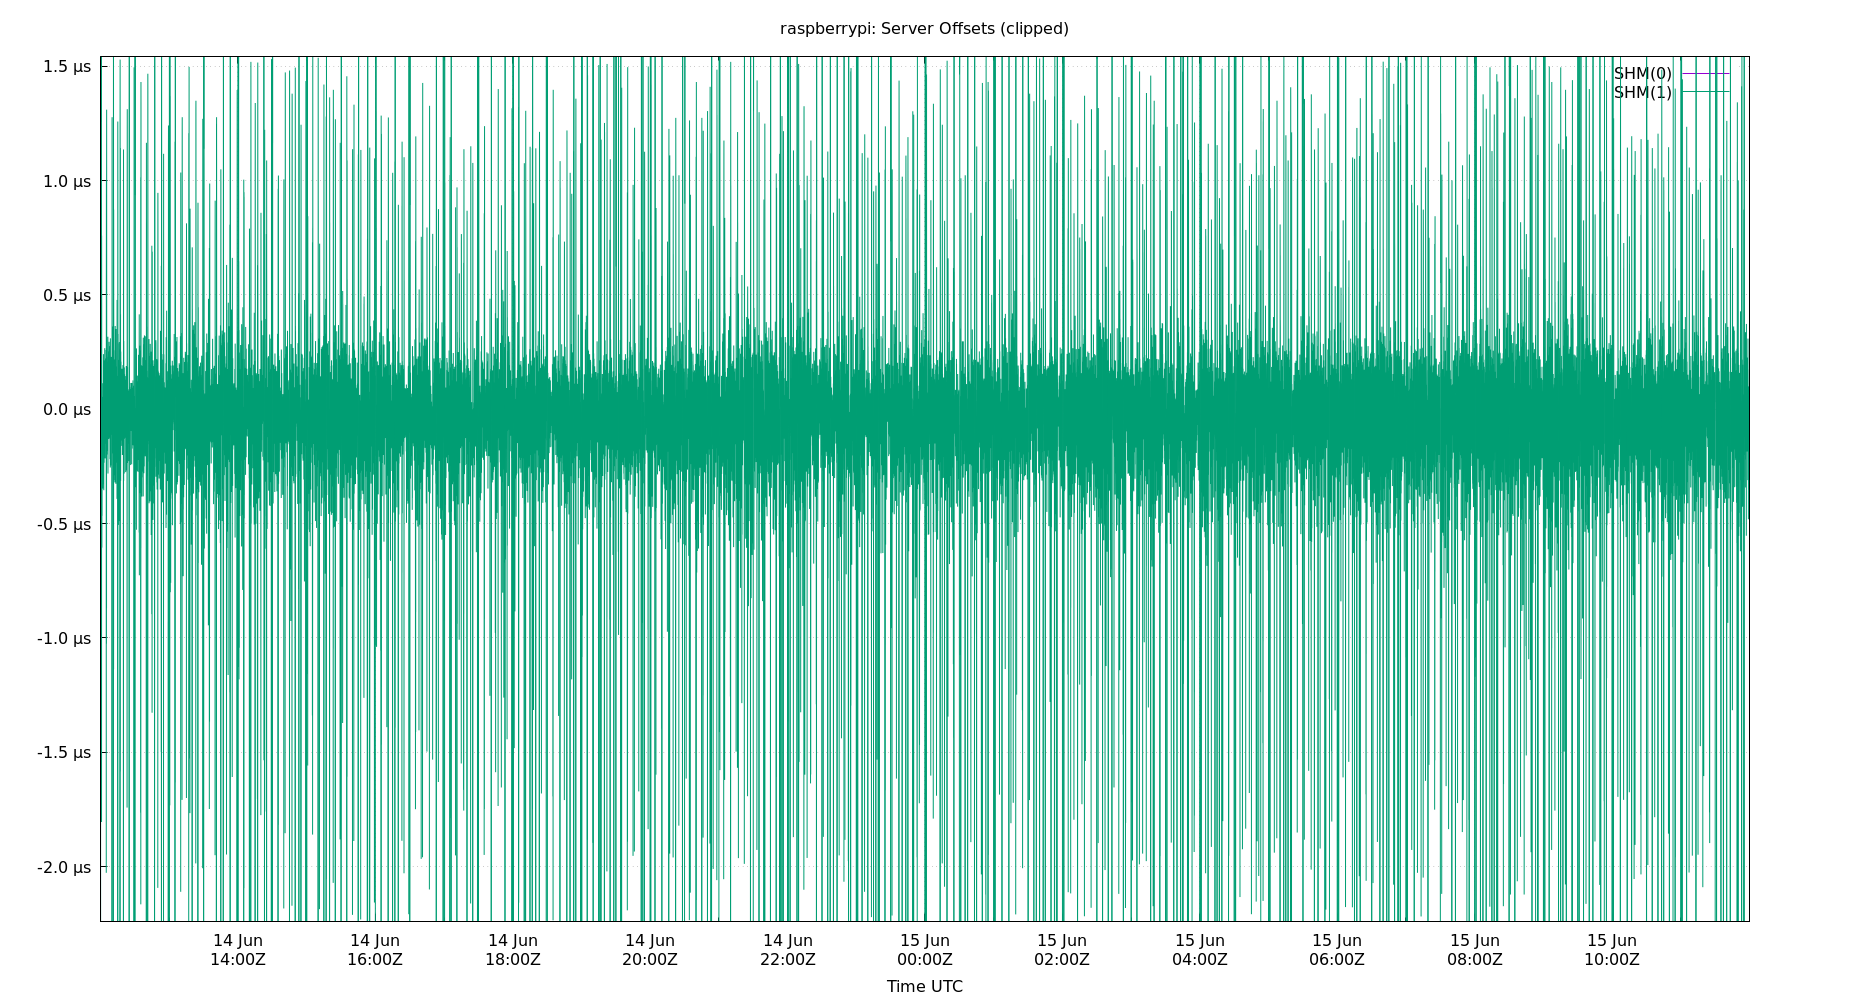 raspberrypi: Server Offsets (clipped)
1.5 µs
1.0 µs
0.5 µs
0.0 µs
-0.5 µs
-1.0 µs
-1.5 µs
-2.0 µs
SHM(0)
SHM(1)
14 Jun 14 Jun 14 Jun 14 Jun 14 Jun 15 Jun 15 Jun 15 Jun 15 Jun 15 Jun 15 Jun
14:00Z 16:00Z 18:00Z 20:00Z 22:00Z 00:00Z 02:00Z 04:00Z 06:00Z 08:00Z 10:00Z
Time UTC